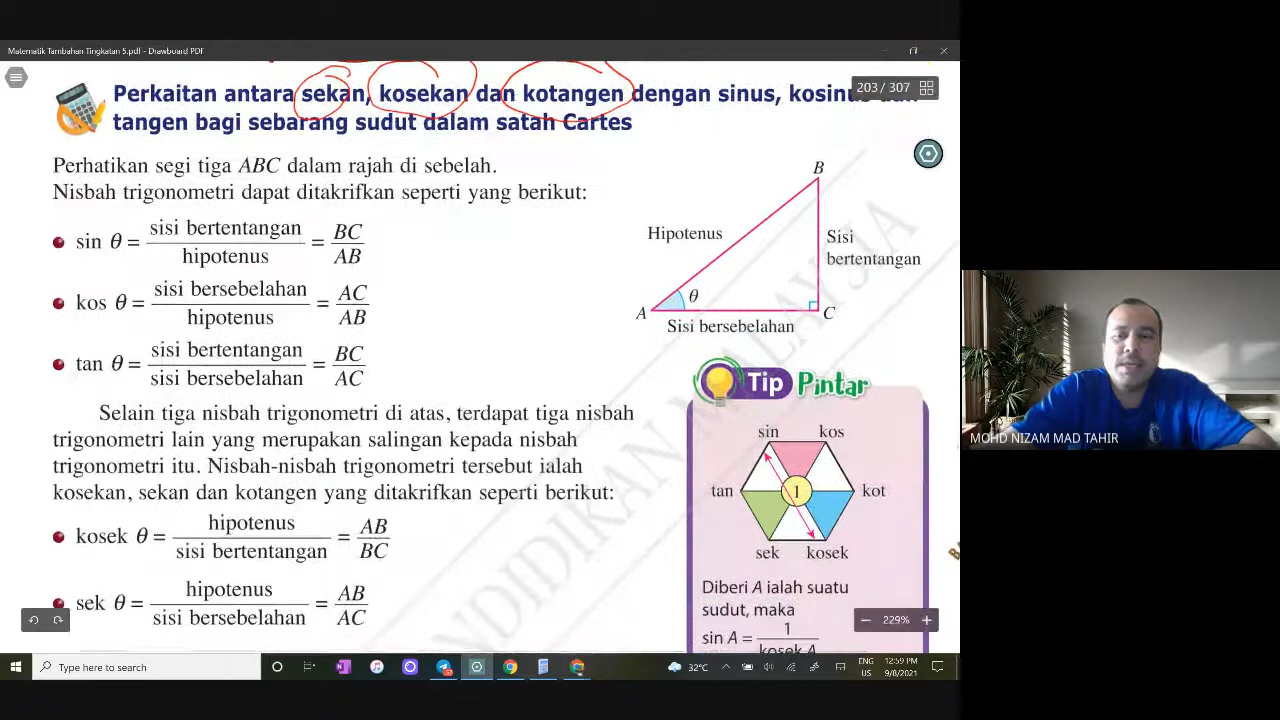 Matematik Tambahan Tingkatan 5.pdf - Drawboard PDF
Perkaitan antara sekan, kosekan dan kotangen dengan sinus, kosinus dan
203/307
tangen bagi sebarang sudut dalam satah Cartes
Perhatikan segi tiga ABC dalam rajah di sebelah.
Nisbah trigonometri dapat ditakrifkan seperti yang berikut:
sin θ = sisi bertentangan / hipotenus = BC / AB
kos θ = sisi bersebelahan / hipotenus = AC / AB
tan θ = sisi bertentangan / sisi bersebelahan = BC / AC
B
Hipotenus
Sisi
bertentangan
θ
A
C
Sisi bersebelahan
Selain tiga nisbah trigonometri di atas, terdapat tiga nisbah
trigonometri lain yang merupakan salingan kepada nisbah
trigonometri itu. Nisbah-nisbah trigonometri tersebut ialah
kosekan, sekan dan kotangen yang ditakrifkan seperti berikut:
kosek θ = hipotenus / sisi bertentangan = AB / BC
sek θ = hipotenus / sisi bersebelahan = AB / AC
Tip Pintar
sin kos
tan 1 kot
sek kosek
Diberi A ialah suatu
sudut, maka
sin A = 1 / kosek A
229%
MOHD NIZAM MAD TAHIR
Type here to search
32°C
ENG
US
12:59 PM
9/8/2021